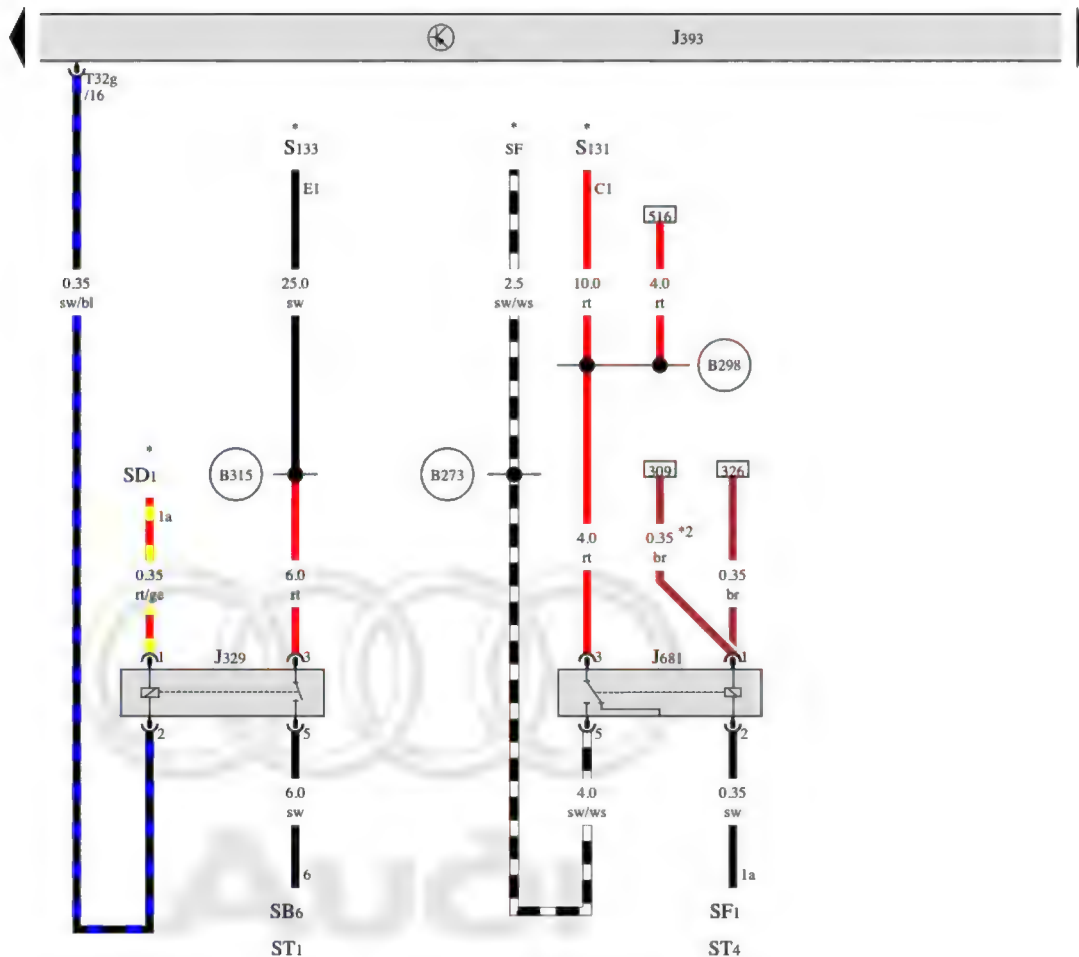 J393
T32g
/16
*
S133
*
SF
*
S131
E1
C1
516
0.35
sw/bl
25.0
sw
2.5
sw/ws
10.0
rt
4.0
rt
B298
*
SD1
B315
B273
309
326
1a
0.35
rt/ge
6.0
rt
4.0
rt
0.35 *2
br
0.35
br
1
J329
3
3
J681
1
2
5
5
2
6.0
sw
4.0
sw/ws
0.35
sw
6
1a
SB6
SF1
ST1
ST4
Audi